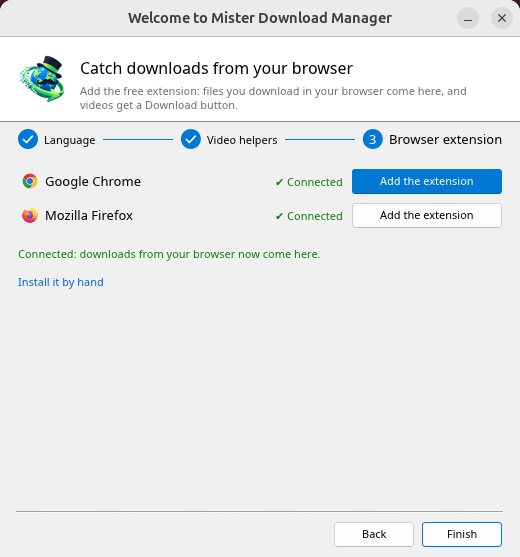 Welcome to Mister Download Manager
Catch downloads from your browser
Add the free extension: files you download in your browser come here, and
videos get a Download button.
Language
Video helpers
3 Browser extension
Google Chrome
✔ Connected
Add the extension
Mozilla Firefox
✔ Connected
Add the extension
Connected: downloads from your browser now come here.
Install it by hand
Back
Finish